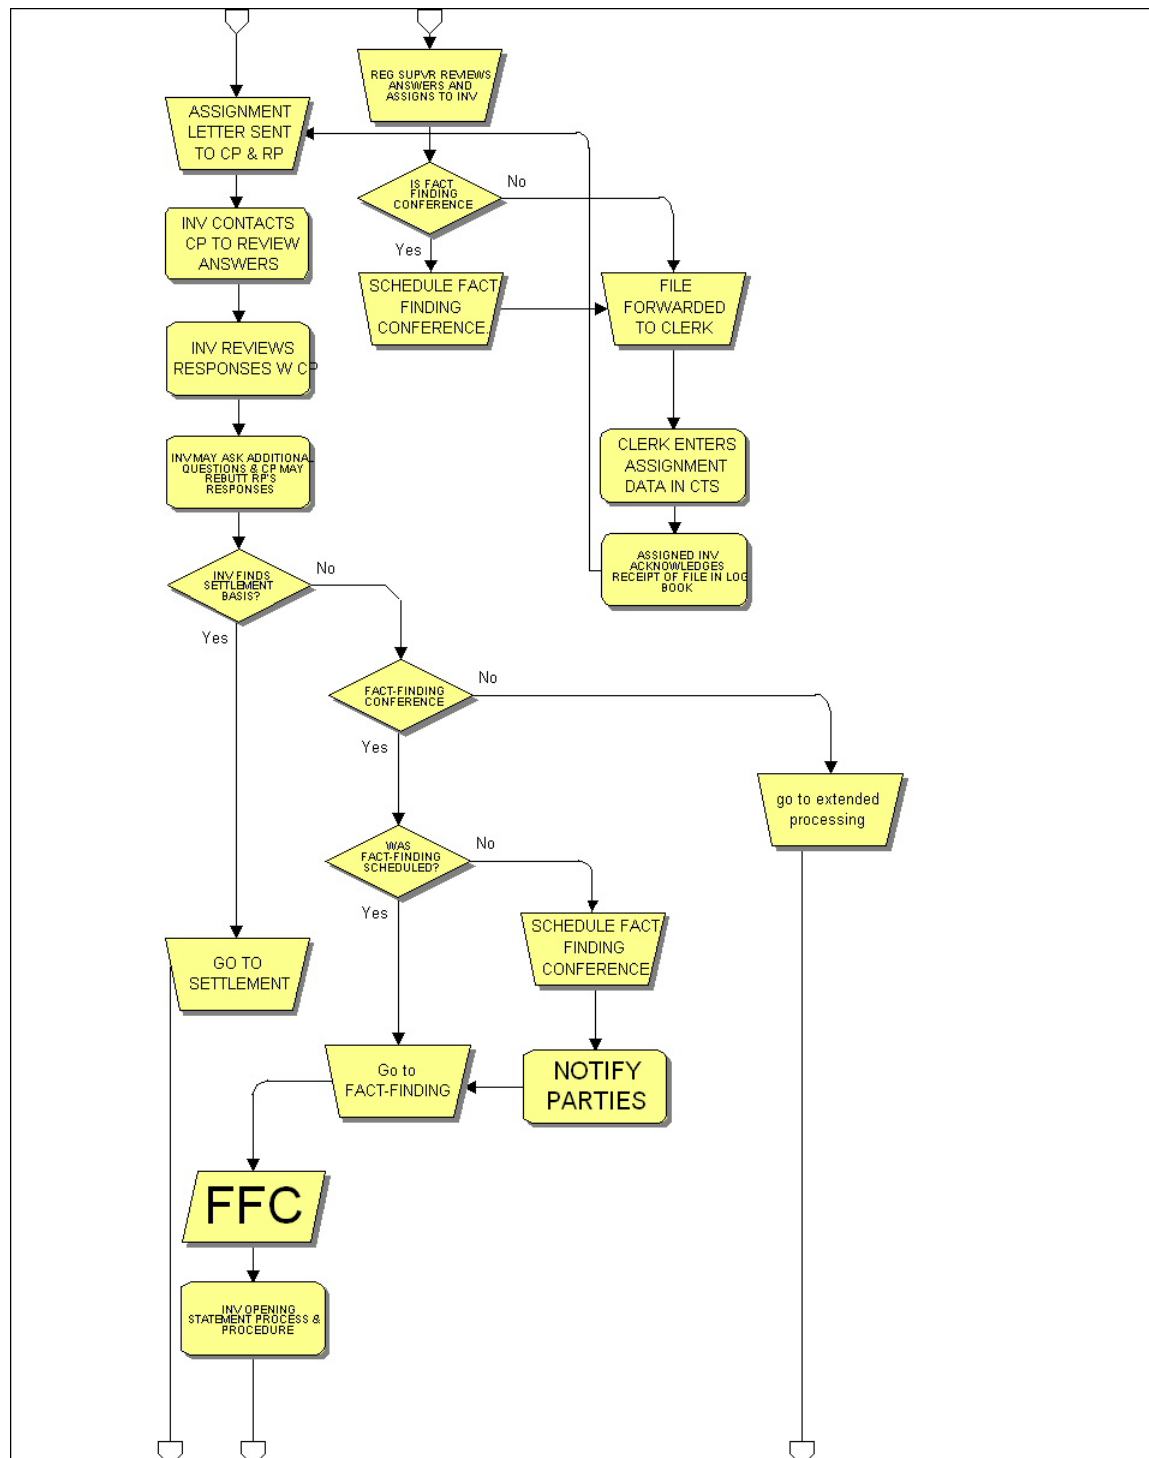 REG SUPVR REVIEWS
ANSWERS AND
ASSIGNS TO INV
ASSIGNMENT
LETTER SENT
TO CP & RP
IS FACT
FINDING
CONFERENCE
No
Yes
INV CONTACTS
CP TO REVIEW
ANSWERS
SCHEDULE FACT
FINDING
CONFERENCE.
FILE
FORWARDED
TO CLERK
INV REVIEWS
RESPONSES W CP
CLERK ENTERS
ASSIGNMENT
DATA IN CTS
INV MAY ASK ADDITIONAL
QUESTIONS & CP MAY
REBUTT RP'S
RESPONSES
ASSIGNED INV
ACKNOWLEDGES
RECEIPT OF FILE IN LOG
BOOK
INV FINDS
SETTLEMENT
BASIS?
No
Yes
FACT-FINDING
CONFERENCE
No
Yes
go to extended
processing
WAS
FACT-FINDING
SCHEDULED?
No
Yes
SCHEDULE FACT
FINDING
CONFERENCE
GO TO
SETTLEMENT
Go to
FACT-FINDING
NOTIFY
PARTIES
FFC
INV OPENING
STATEMENT PROCESS &
PROCEDURE